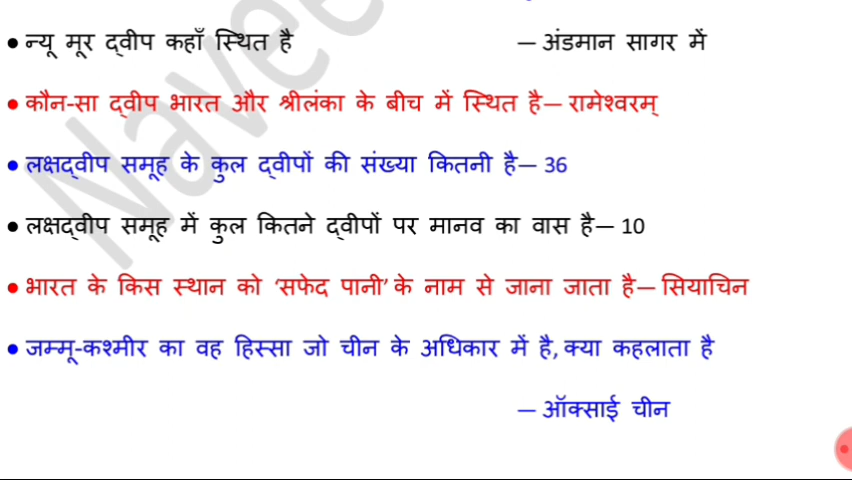 • न्यू मूर द्वीप कहाँ स्थित है — अंडमान सागर में
• कौन-सा द्वीप भारत और श्रीलंका के बीच में स्थित है— रामेश्वरम्
• लक्षद्वीप समूह के कुल द्वीपों की संख्या कितनी है— 36
• लक्षद्वीप समूह में कुल कितने द्वीपों पर मानव का वास है— 10
• भारत के किस स्थान को ‘सफेद पानी’ के नाम से जाना जाता है— सियाचिन
• जम्मू-कश्मीर का वह हिस्सा जो चीन के अधिकार में है, क्या कहलाता है
— ऑक्साई चीन